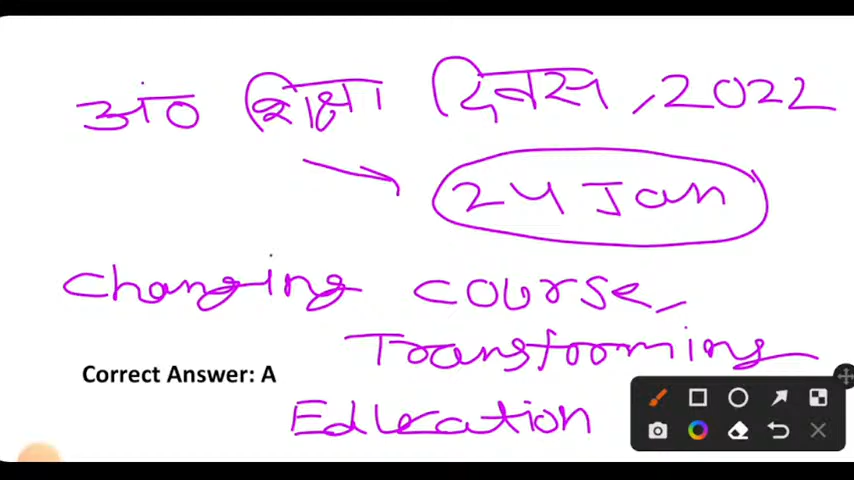 अं० शिक्षा दिवस, 2022
24 Jan
Changing course,
Transforming
Correct Answer: A
Education